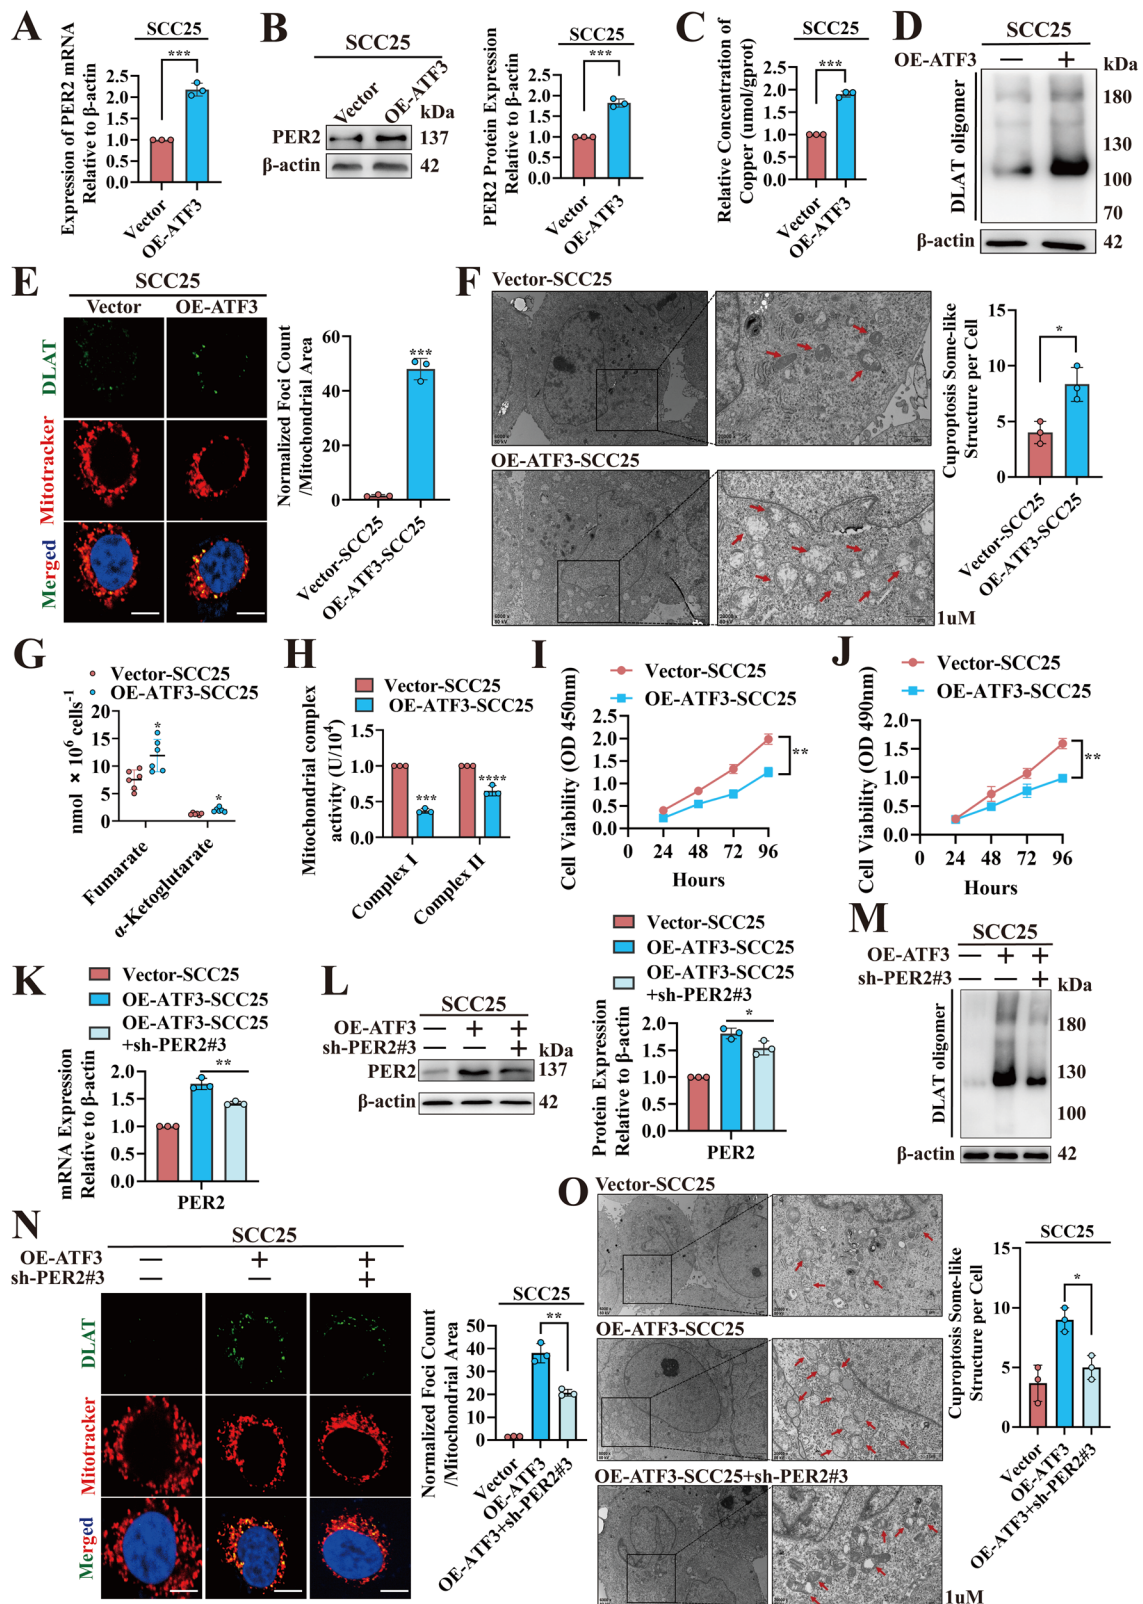 A
SCC25
***
Expression of PER2 mRNA
Relative to β-actin
2.5
2.0
1.5
1.0
0.5
0.0
Vector
OE-ATF3
B
SCC25
Vector
OE-ATF3
kDa
PER2
137
β-actin
42
SCC25
***
PER2 Protein Expression
Relative to β-actin
2.5
2.0
1.5
1.0
0.5
0.0
Vector
OE-ATF3
C
SCC25
***
Relative Concentration of
Copper (umol/gprot)
2.5
2.0
1.5
1.0
0.5
0.0
Vector
OE-ATF3
D
SCC25
OE-ATF3 — +
kDa
DLAT oligomer
180
130
100
70
β-actin
42
E
SCC25
Vector OE-ATF3
DLAT
Mitotracker
Merged
Normalized Foci Count
/Mitochondrial Area
60
40
20
0
***
Vector-SCC25
OE-ATF3-SCC25
F
Vector-SCC25
OE-ATF3-SCC25
1uM
Cuproptosis Some-like
Structure per Cell
15
10
5
0
*
Vector-SCC25
OE-ATF3-SCC25
G
Vector-SCC25
OE-ATF3-SCC25
nmol × 10⁶ cells⁻¹
20
15
10
5
0
*
*
Fumarate
α-Ketoglutarate
H
Vector-SCC25
OE-ATF3-SCC25
Mitochondrial complex
activity (U/10⁴)
1.5
1.0
0.5
0.0
***
****
Complex I
Complex II
I
Vector-SCC25
OE-ATF3-SCC25
Cell Viability (OD 450nm)
2.5
2.0
1.5
1.0
0.5
0.0
**
0 24 48 72 96
Hours
J
Vector-SCC25
OE-ATF3-SCC25
Cell Viability (OD 490nm)
2.0
1.5
1.0
0.5
0.0
**
0 24 48 72 96
Hours
K
Vector-SCC25
OE-ATF3-SCC25
OE-ATF3-SCC25
+sh-PER2#3
mRNA Expression
Relative to β-actin
2.0
1.5
1.0
0.5
0.0
**
PER2
L
SCC25
OE-ATF3 — + +
sh-PER2#3 — — +
kDa
PER2
137
β-actin
42
Vector-SCC25
OE-ATF3-SCC25
OE-ATF3-SCC25
+sh-PER2#3
Protein Expression
Relative to β-actin
2.0
1.5
1.0
0.5
0.0
*
PER2
M
SCC25
OE-ATF3 — + +
sh-PER2#3 — — +
kDa
DLAT oligomer
180
130
100
β-actin
42
N
SCC25
OE-ATF3 — + +
sh-PER2#3 — — +
DLAT
Mitotracker
Merged
SCC25
Normalized Foci Count
/Mitochondrial Area
50
40
30
20
10
0
**
Vector
OE-ATF3
OE-ATF3+sh-PER2#3
O
Vector-SCC25
OE-ATF3-SCC25
OE-ATF3-SCC25+sh-PER2#3
1uM
SCC25
Cuproptosis Some-like
Structure per Cell
15
10
5
0
*
Vector
OE-ATF3
OE-ATF3+sh-PER2#3